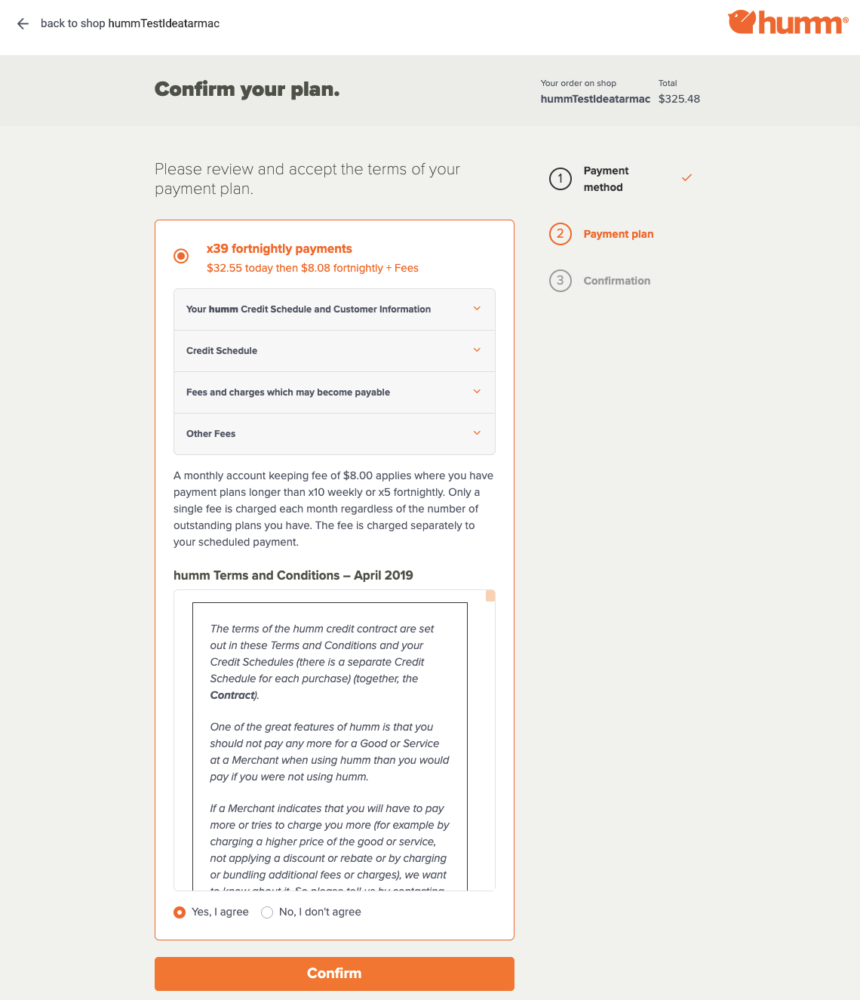 back to shop hummTestIdeatarmac
humm®
Confirm your plan.
Your order on shop
hummTestIdeatarmac
Total
$325.48
Please review and accept the terms of your
payment plan.
x39 fortnightly payments
$32.55 today then $8.08 fortnightly + Fees
Your humm Credit Schedule and Customer Information
Credit Schedule
Fees and charges which may become payable
Other Fees
A monthly account keeping fee of $8.00 applies where you have
payment plans longer than x10 weekly or x5 fortnightly. Only a
single fee is charged each month regardless of the number of
outstanding plans you have. The fee is charged separately to
your scheduled payment.
humm Terms and Conditions – April 2019
The terms of the humm credit contract are set
out in these Terms and Conditions and your
Credit Schedules (there is a separate Credit
Schedule for each purchase) (together, the
Contract).
One of the great features of humm is that you
should not pay any more for a Good or Service
at a Merchant when using humm than you would
pay if you were not using humm.
If a Merchant indicates that you will have to pay
more or tries to charge you more (for example by
charging a higher price of the good or service,
not applying a discount or rebate or by charging
or bundling additional fees or charges), we want
to know about it. So please tell us by contacting
Yes, I agree
No, I don't agree
Confirm
1 Payment
method
2 Payment plan
3 Confirmation